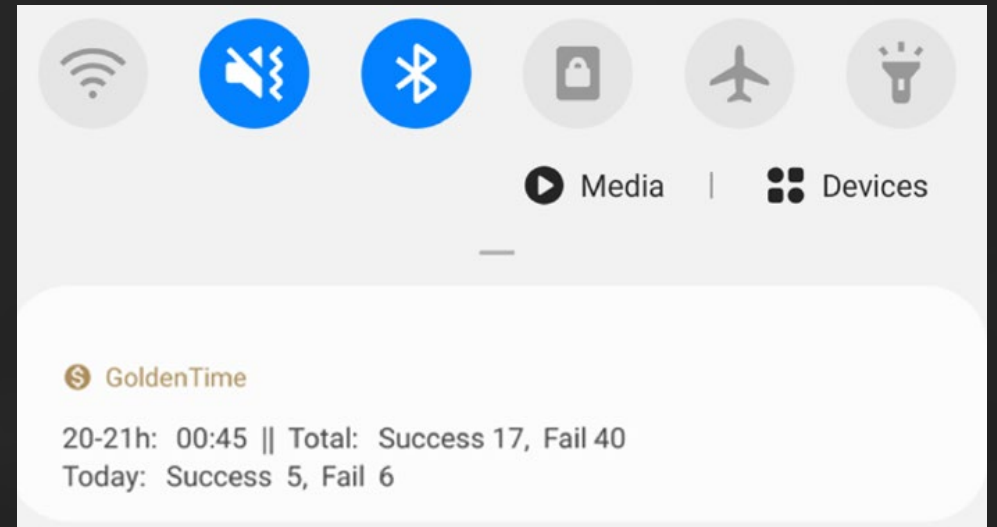 Media | Devices
GoldenTime
20-21h: 00:45 || Total: Success 17, Fail 40
Today: Success 5, Fail 6